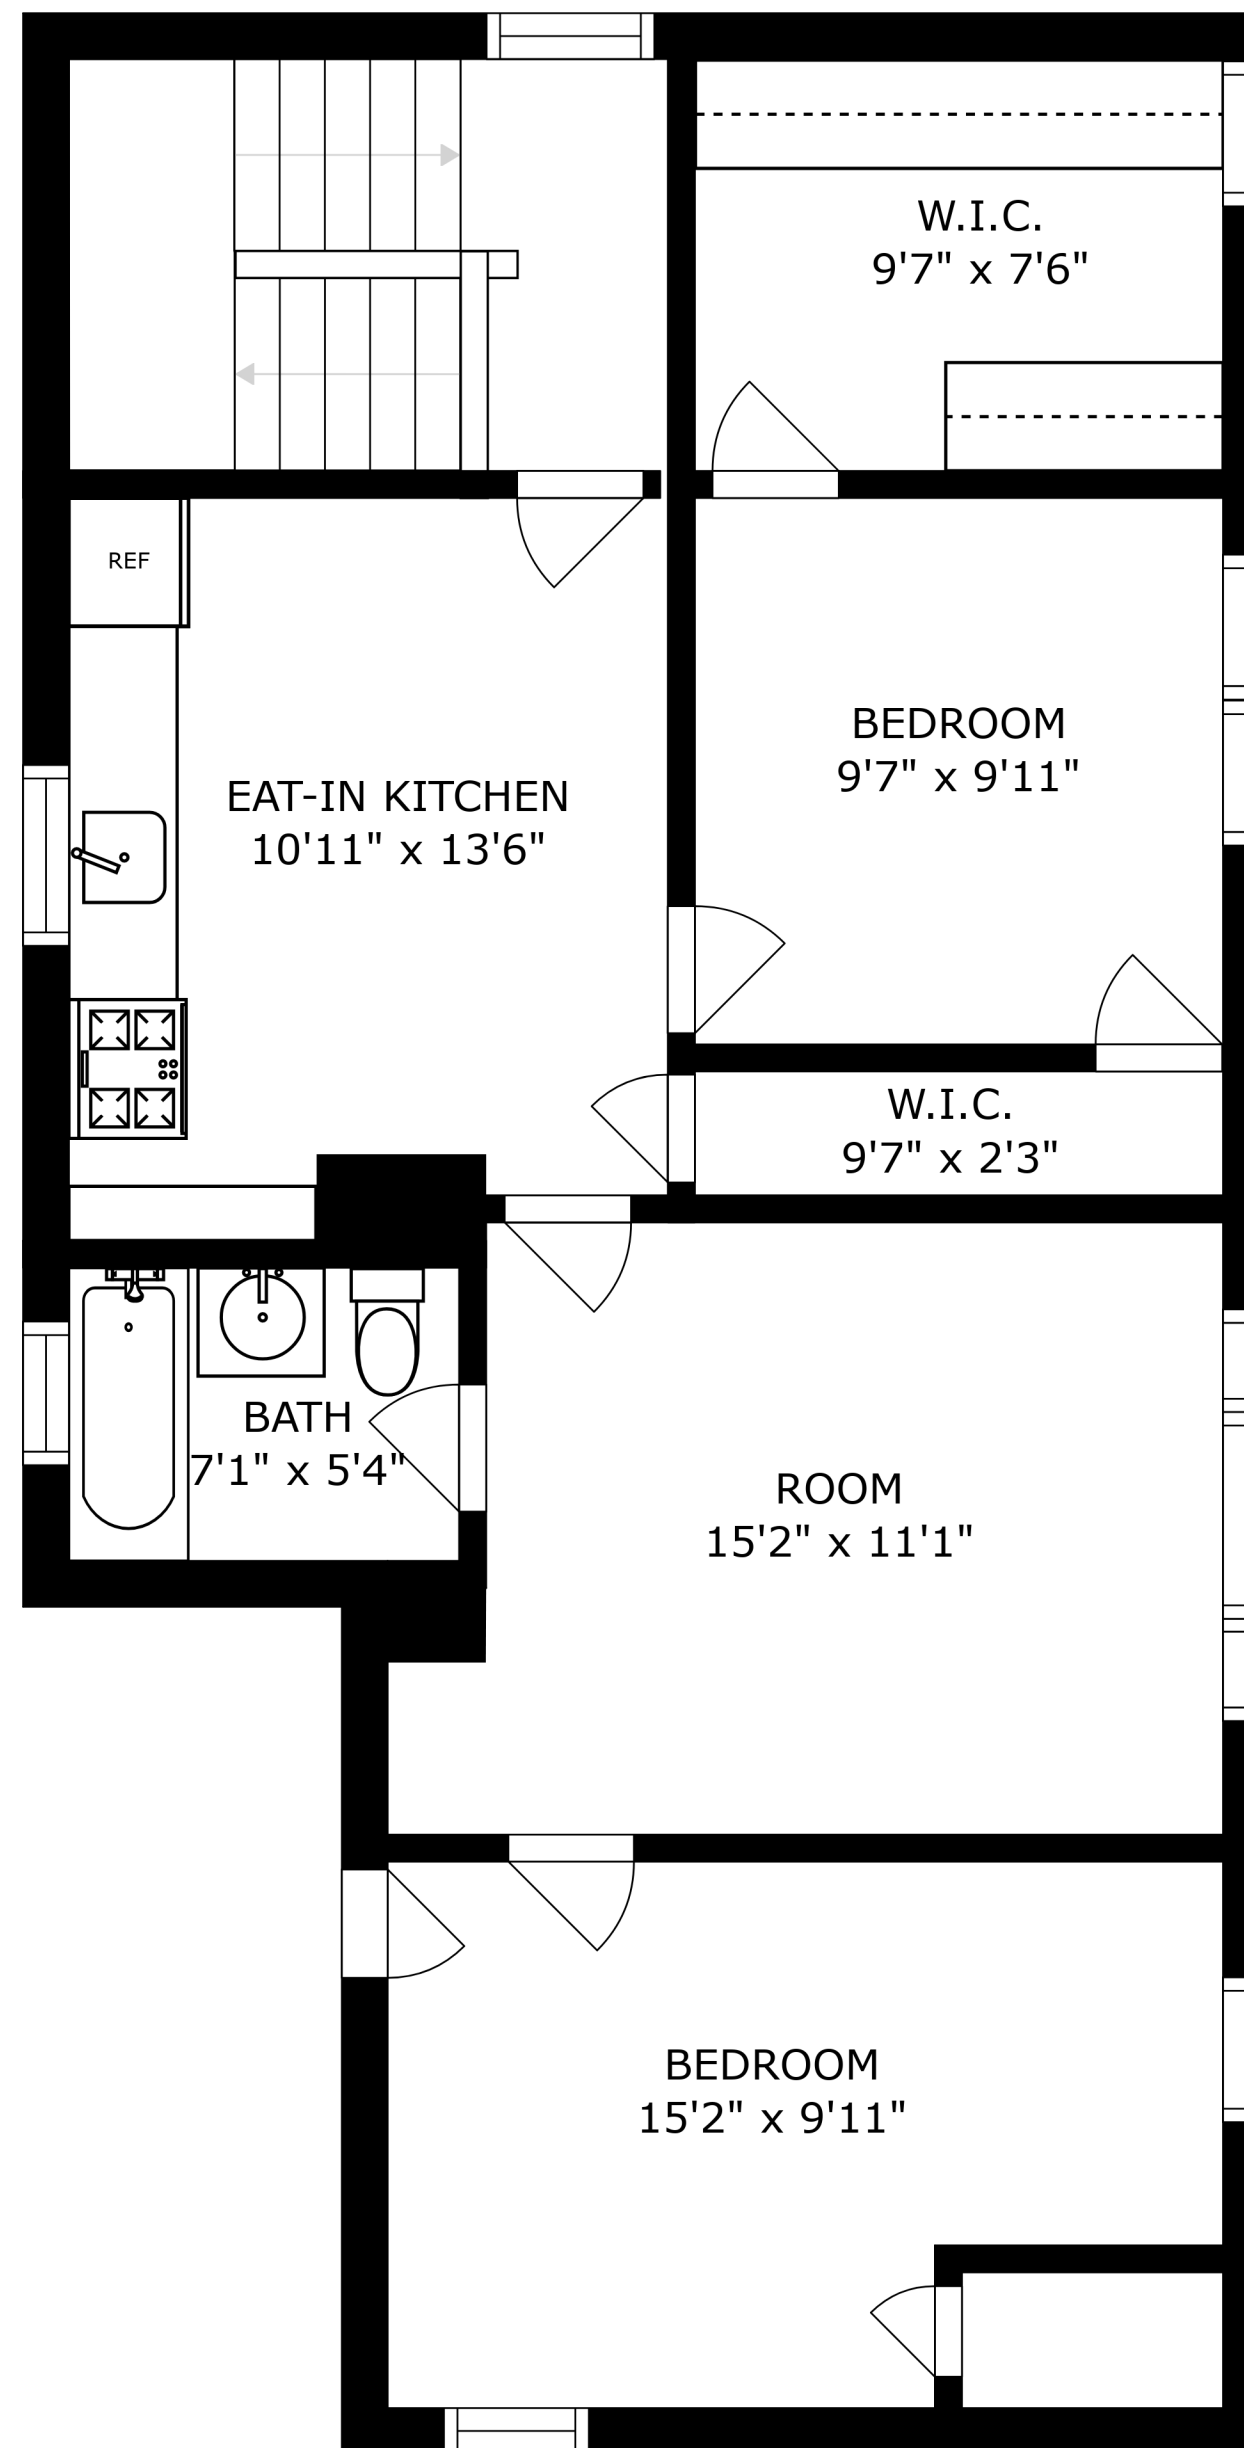 W.I.C.
9'7" x 7'6"
REF
BEDROOM
9'7" x 9'11"
EAT-IN KITCHEN
10'11" x 13'6"
W.I.C.
9'7" x 2'3"
BATH
7'1" x 5'4"
ROOM
15'2" x 11'1"
BEDROOM
15'2" x 9'11"